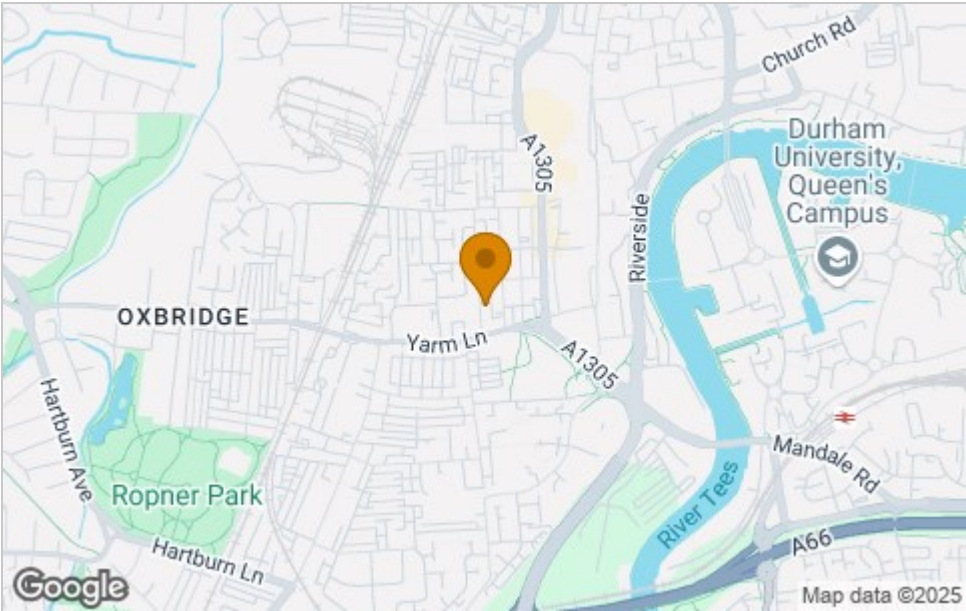 Church Rd
A1305
Durham
University,
Queen's
Campus
Riverside
OXBRIDGE
Yarm Ln
A1305
Hartburn Ave
Mandale Rd
Ropner Park
River Tees
Hartburn Ln
A66
Google
Map data ©2025